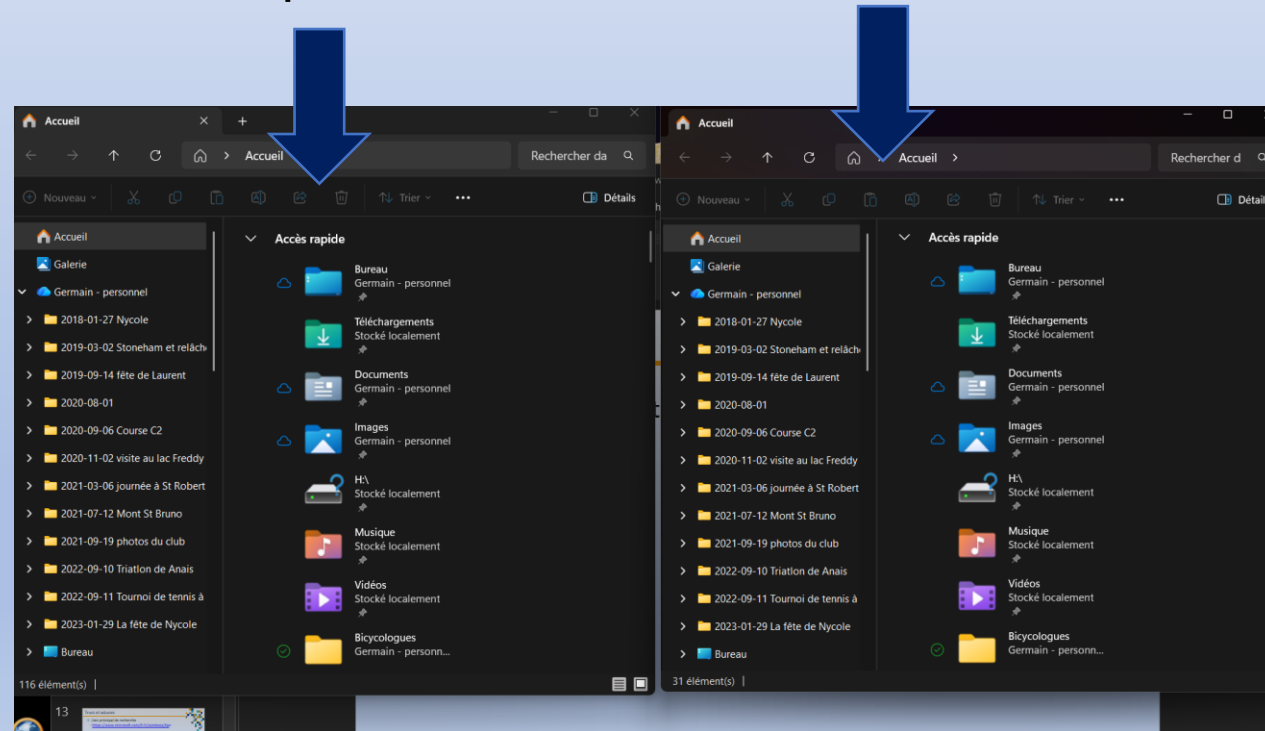 Accueil
Accueil
Rechercher da
Nouveau
Trier
Détails
Accueil
Galerie
Germain - personnel
2018-01-27 Nycole
2019-03-02 Stoneham et relâch
2019-09-14 fête de Laurent
2020-08-01
2020-09-06 Course C2
2020-11-02 visite au lac Freddy
2021-03-06 journée à St Robert
2021-07-12 Mont St Bruno
2021-09-19 photos du club
2022-09-10 Triatlon de Anais
2022-09-11 Tournoi de tennis à
2023-01-29 La fête de Nycole
Bureau
Accès rapide
Bureau
Germain - personnel
Téléchargements
Stocké localement
Documents
Germain - personnel
Images
Germain - personnel
H:\
Stocké localement
Musique
Stocké localement
Vidéos
Stocké localement
Bicycologues
Germain - personn...
116 élément(s)
13
Accueil
Accueil
Rechercher d
Nouveau
Trier
Détail
Accueil
Galerie
Germain - personnel
2018-01-27 Nycole
2019-03-02 Stoneham et relâch
2019-09-14 fête de Laurent
2020-08-01
2020-09-06 Course C2
2020-11-02 visite au lac Freddy
2021-03-06 journée à St Robert
2021-07-12 Mont St Bruno
2021-09-19 photos du club
2022-09-10 Triatlon de Anais
2022-09-11 Tournoi de tennis à
2023-01-29 La fête de Nycole
Bureau
Accès rapide
Bureau
Germain - personnel
Téléchargements
Stocké localement
Documents
Germain - personnel
Images
Germain - personnel
H:\
Stocké localement
Musique
Stocké localement
Vidéos
Stocké localement
Bicycologues
Germain - personn...
31 élément(s)